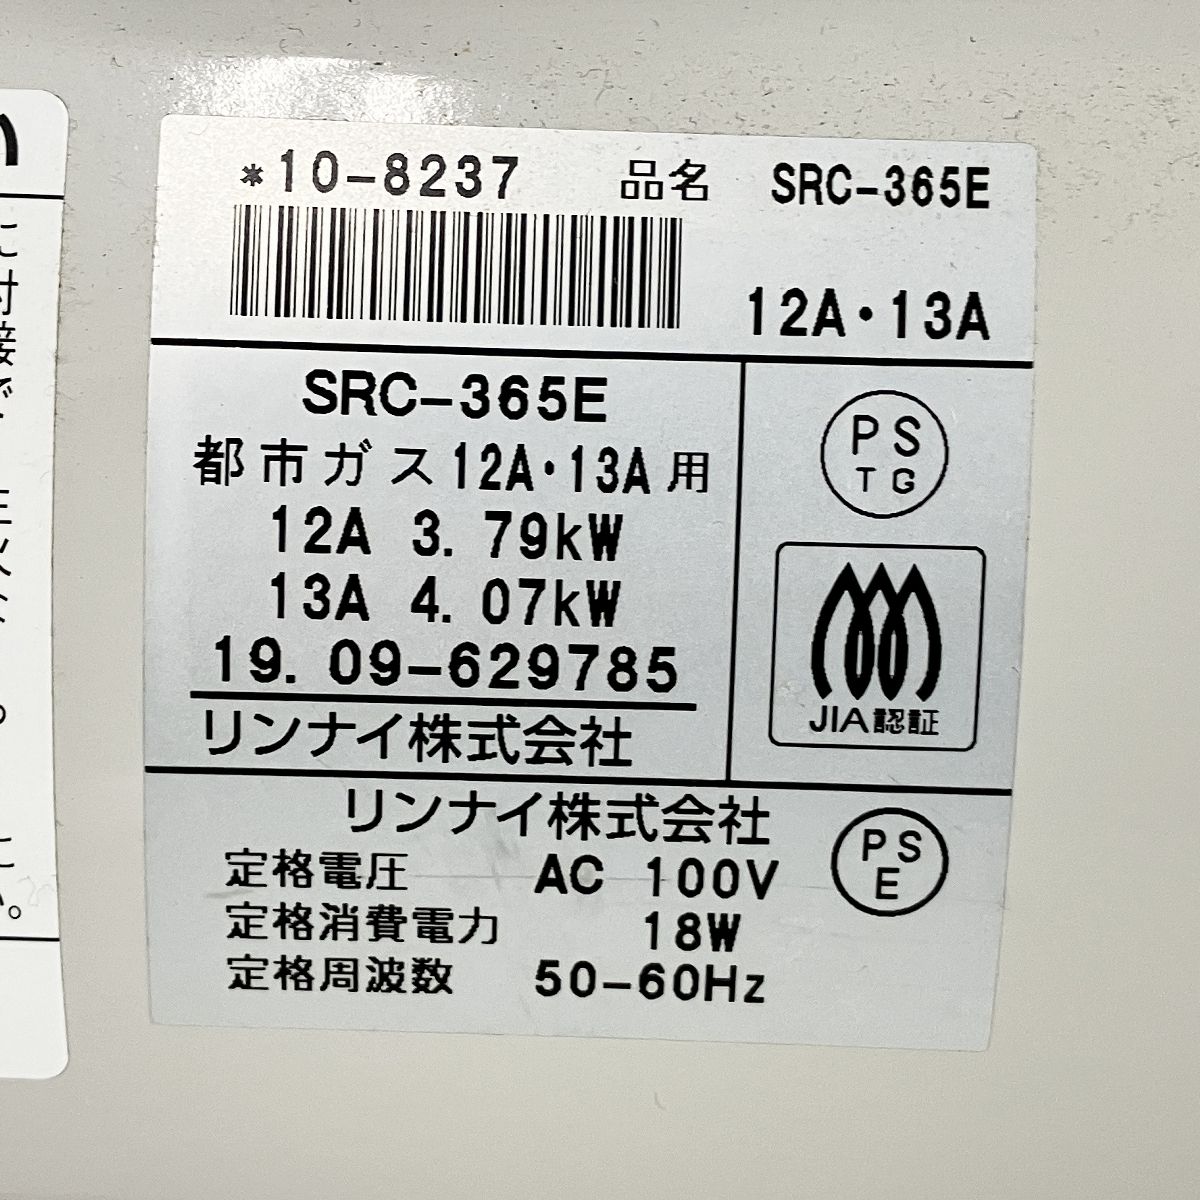 *10-8237 品名 SRC-365E
12A・13A
SRC-365E
都市ガス12A・13A用
12A 3.79kW
13A 4.07kW
19.09-629785
リンナイ株式会社
PS
TG
JIA認証
リンナイ株式会社
定格電圧 AC 100V
定格消費電力 18W
定格周波数 50-60Hz
PS
E